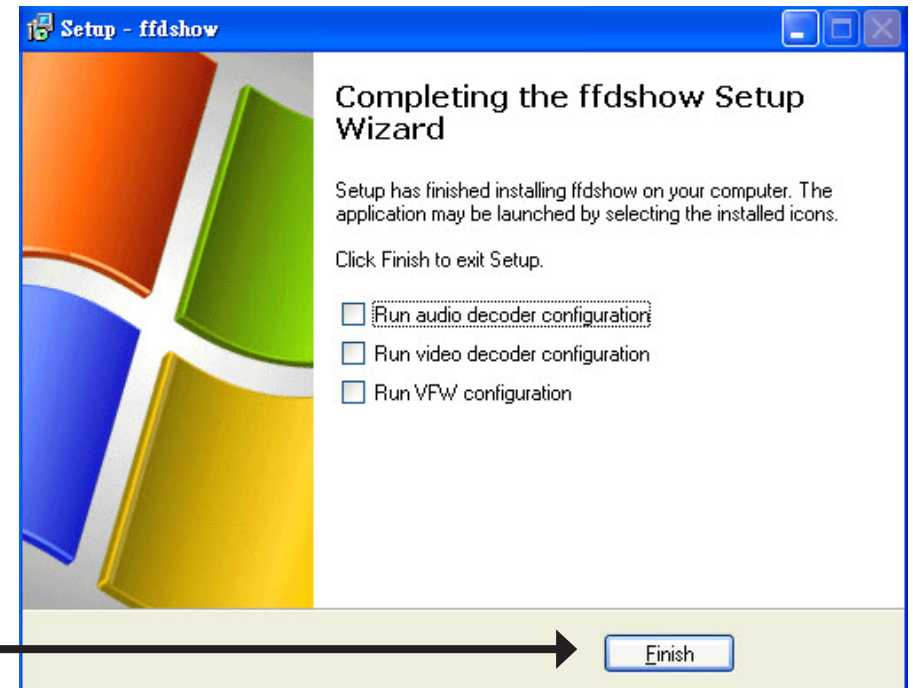 Setup - ffdshow
Completing the ffdshow Setup
Wizard
Setup has finished installing ffdshow on your computer. The
application may be launched by selecting the installed icons.
Click Finish to exit Setup.
Run audio decoder configuration
Run video decoder configuration
Run VFW configuration
Finish